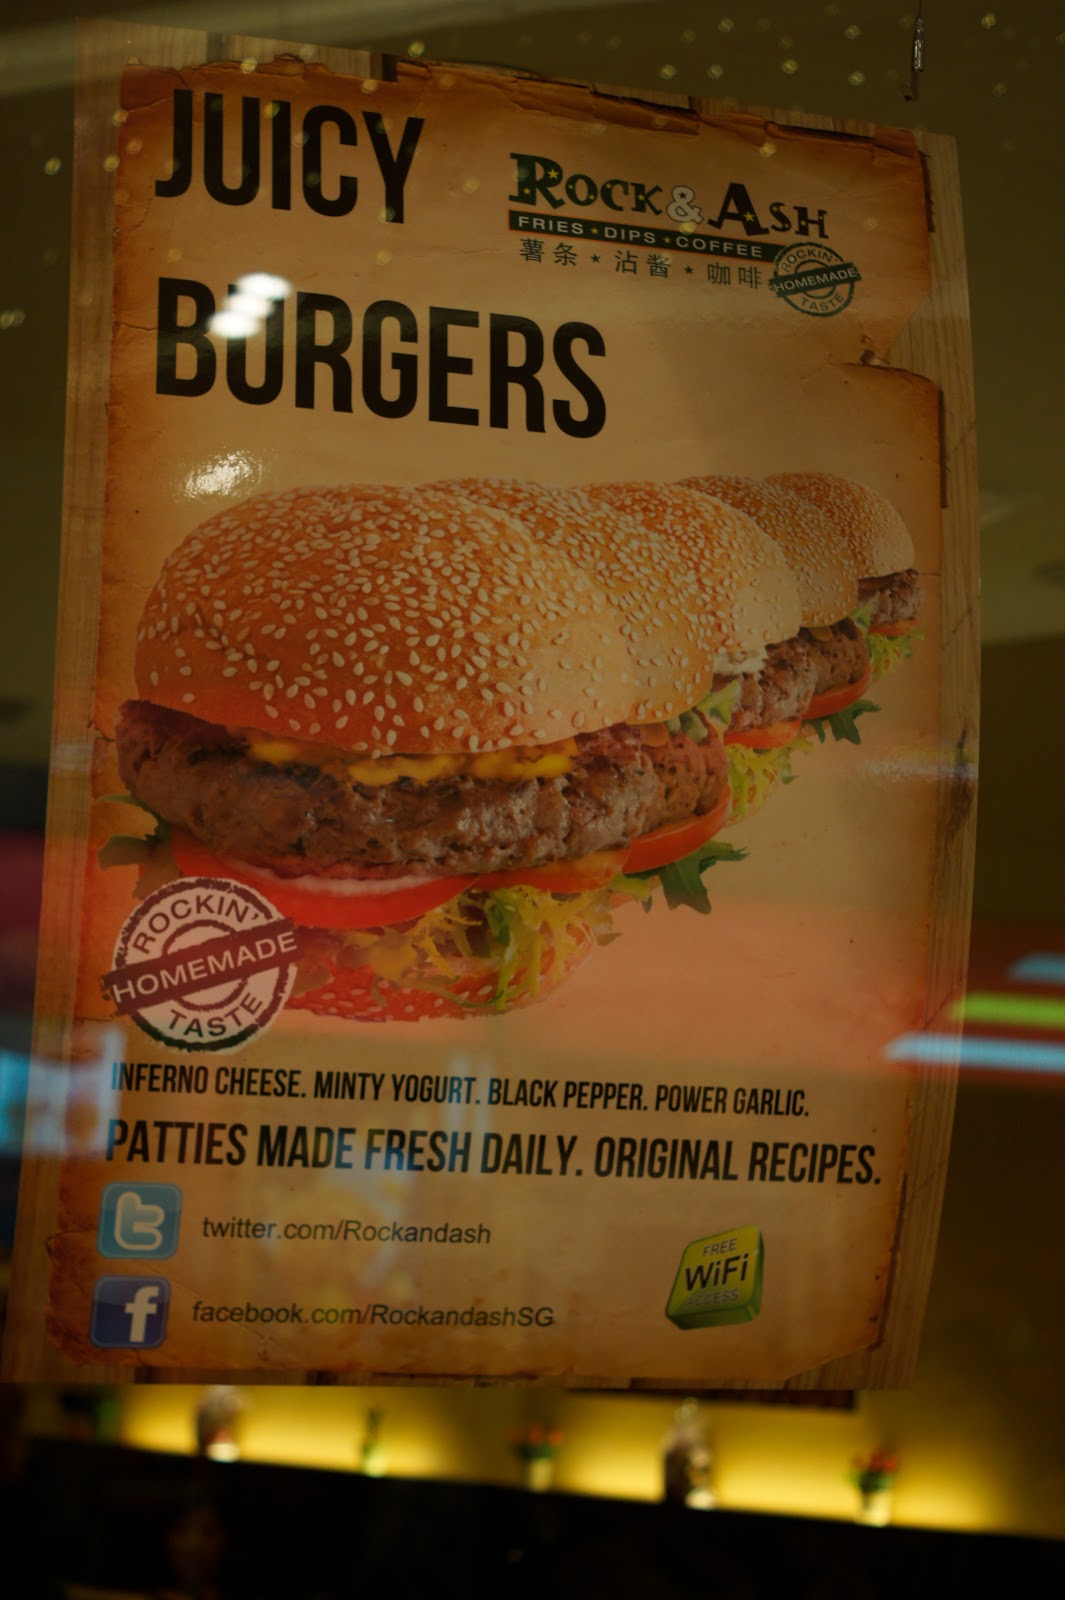 JUICY
BURGERS
ROCK & ASH
FRIES ★ DIPS ★ COFFEE
薯条 ★ 沾酱 ★ 咖啡
ROCKIN'
HOMEMADE
TASTE
ROCKIN'
HOMEMADE
TASTE
INFERNO CHEESE. MINTY YOGURT. BLACK PEPPER. POWER GARLIC.
PATTIES MADE FRESH DAILY. ORIGINAL RECIPES.
t twitter.com/Rockandash
f facebook.com/RockandashSG
FREE
WiFi
ACCESS